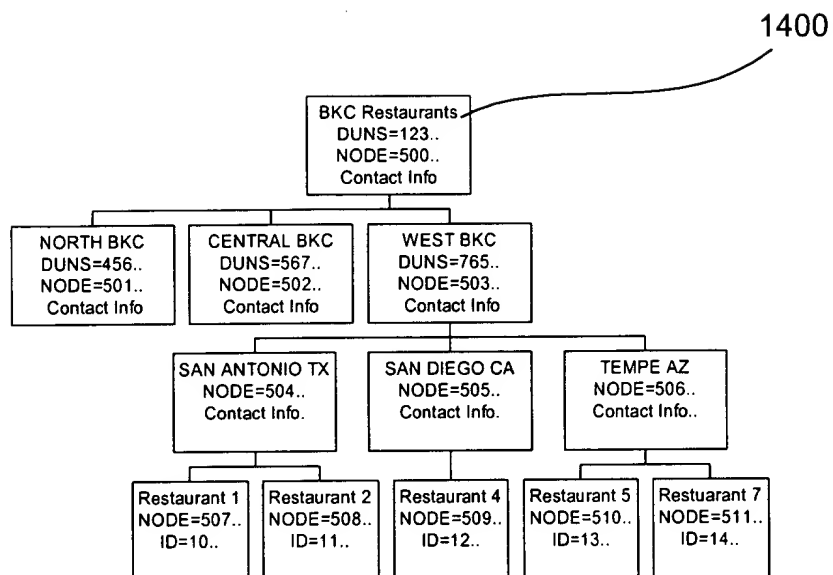 1400
BKC Restaurants
DUNS=123..
NODE=500..
Contact Info
NORTH BKC
DUNS=456..
NODE=501..
Contact Info
CENTRAL BKC
DUNS=567..
NODE=502..
Contact Info
WEST BKC
DUNS=765..
NODE=503..
Contact Info
SAN ANTONIO TX
NODE=504..
Contact Info.
SAN DIEGO CA
NODE=505..
Contact Info.
TEMPE AZ
NODE=506..
Contact Info..
Restaurant 1
NODE=507..
ID=10..
Restaurant 2
NODE=508..
ID=11..
Restaurant 4
NODE=509..
ID=12..
Restaurant 5
NODE=510..
ID=13..
Restuarant 7
NODE=511..
ID=14..